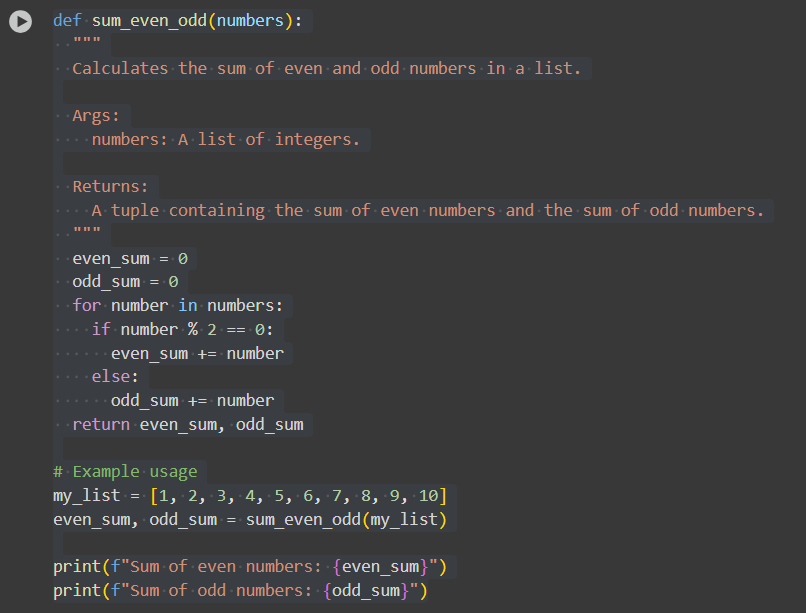 def sum_even_odd(numbers):
  """
  Calculates the sum of even and odd numbers in a list.

  Args:
    numbers: A list of integers.

  Returns:
    A tuple containing the sum of even numbers and the sum of odd numbers.
  """
  even_sum = 0
  odd_sum = 0
  for number in numbers:
    if number % 2 == 0:
      even_sum += number
    else:
      odd_sum += number
  return even_sum, odd_sum

# Example usage
my_list = [1, 2, 3, 4, 5, 6, 7, 8, 9, 10]
even_sum, odd_sum = sum_even_odd(my_list)

print(f"Sum of even numbers: {even_sum}")
print(f"Sum of odd numbers: {odd_sum}")